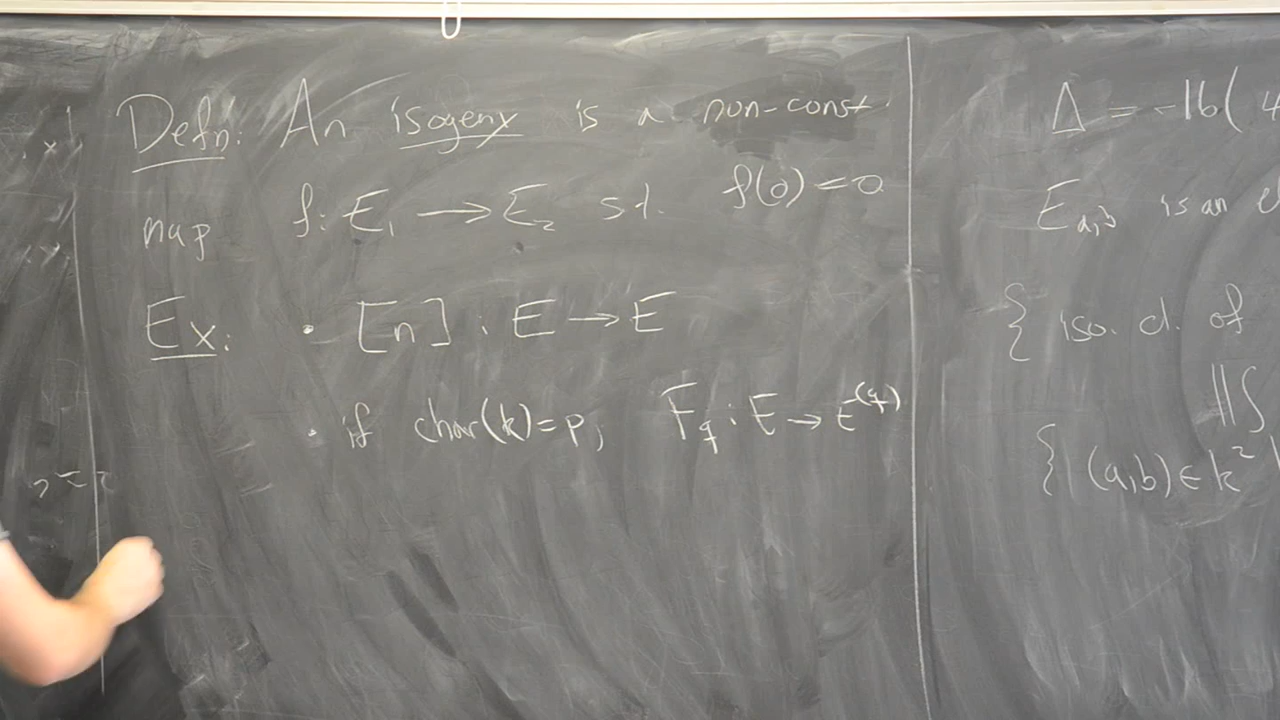 Defn: An isogeny is a non-const
map f: E₁ → E₂ s.t. f(0) = 0
Ex: • [n] : E → E
• if char(k) = p, F_q : E → E^(q)
Δ = -16( 4
E_{a,b} is an e
{ iso. cl. of
{ (a,b) ∈ k² |